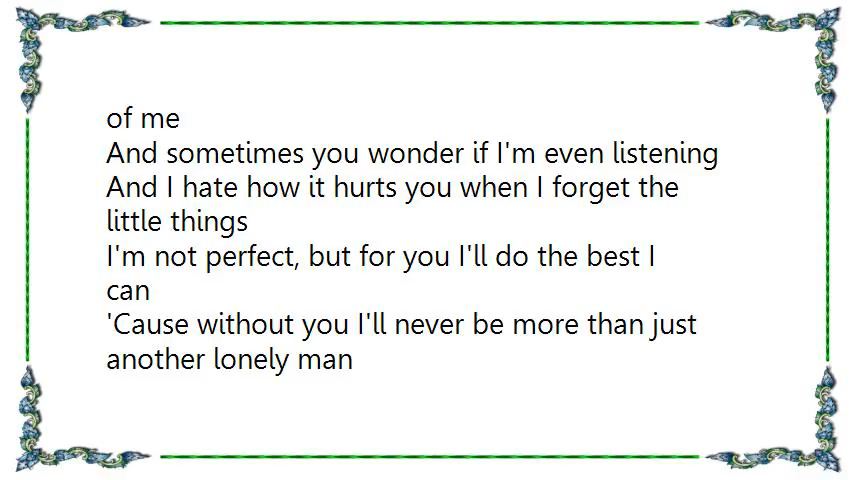 of me
And sometimes you wonder if I'm even listening
And I hate how it hurts you when I forget the
little things
I'm not perfect, but for you I'll do the best I
can
'Cause without you I'll never be more than just
another lonely man